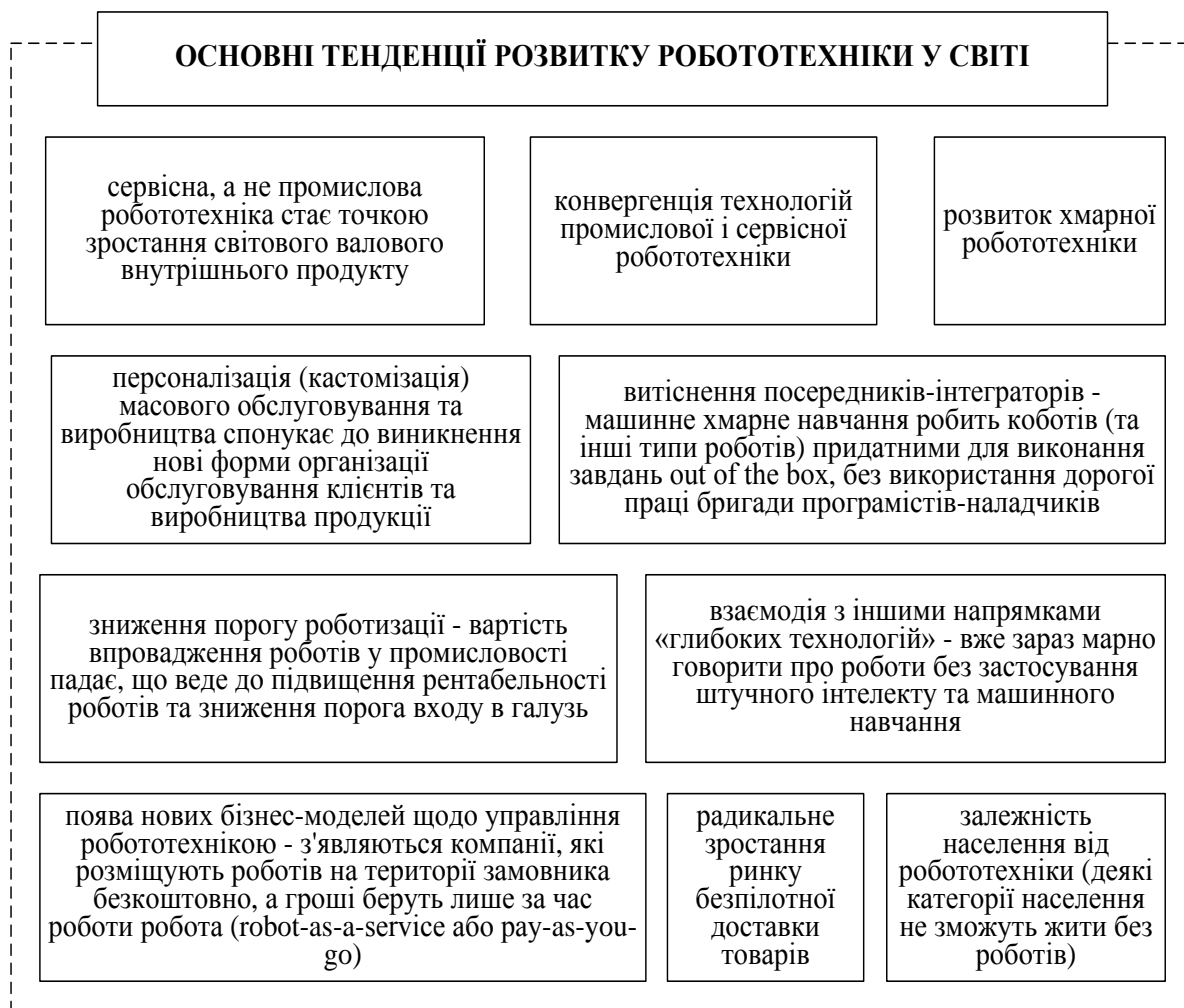 ОСНОВНІ ТЕНДЕНЦІЇ РОЗВИТКУ РОБОТОТЕХНІКИ У СВІТІ
сервісна, а не промислова
робототехніка стає точкою
зростання світового валового
внутрішнього продукту
конвергенція технологій
промислової і сервісної
робототехніки
розвиток хмарної
робототехніки
персоналізація (кастомізація)
масового обслуговування та
виробництва спонукає до виникнення
нові форми організації
обслуговування клієнтів та
виробництва продукції
витіснення посередників-інтеграторів -
машинне хмарне навчання робить коботів (та
інші типи роботів) придатними для виконання
завдань out of the box, без використання дорогої
праці бригади програмістів-наладчиків
зниження порогу роботизації - вартість
впровадження роботів у промисловості
падає, що веде до підвищення рентабельності
роботів та зниження порога входу в галузь
взаємодія з іншими напрямками
«глибоких технологій» - вже зараз марно
говорити про роботи без застосування
штучного інтелекту та машинного
навчання
поява нових бізнес-моделей щодо управління
робототехнікою - з'являються компанії, які
розміщують роботів на території замовника
безкоштовно, а гроші беруть лише за час
роботи робота (robot-as-a-service або pay-as-you-
go)
радикальне
зростання
ринку
безпілотної
доставки
товарів
залежність
населення від
робототехніки (деякі
категорії населення
не зможуть жити без
роботів)